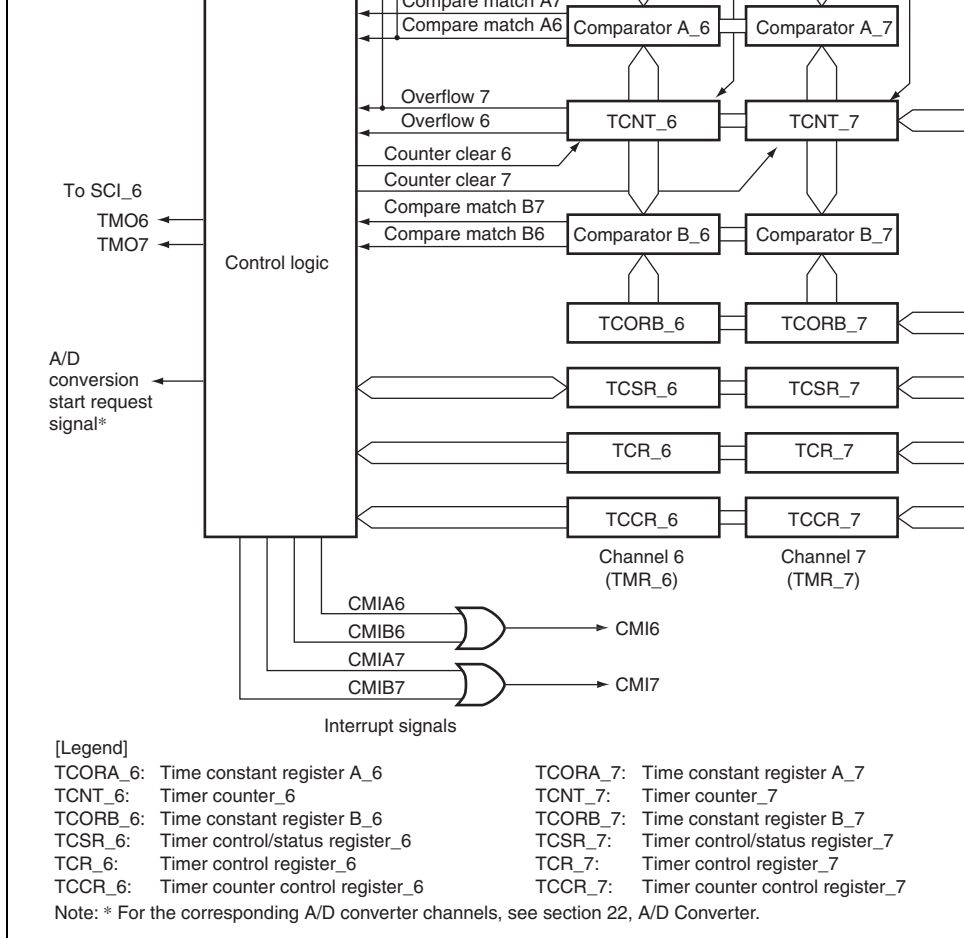 Compare match A7
Compare match A6
Comparator A_6
Comparator A_7
Overflow 7
Overflow 6
TCNT_6
TCNT_7
Counter clear 6
Counter clear 7
To SCI_6
TMO6
TMO7
Compare match B7
Compare match B6
Comparator B_6
Comparator B_7
Control logic
TCORB_6
TCORB_7
A/D
conversion
start request
signal*
TCSR_6
TCSR_7
TCR_6
TCR_7
TCCR_6
TCCR_7
Channel 6
(TMR_6)
Channel 7
(TMR_7)
CMIA6
CMIB6
CMI6
CMIA7
CMIB7
CMI7
Interrupt signals
[Legend]
TCORA_6: Time constant register A_6 TCORA_7: Time constant register A_7
TCNT_6: Timer counter_6 TCNT_7: Timer counter_7
TCORB_6: Time constant register B_6 TCORB_7: Time constant register B_7
TCSR_6: Timer control/status register_6 TCSR_7: Timer control/status register_7
TCR_6: Timer control register_6 TCR_7: Timer control register_7
TCCR_6: Timer counter control register_6 TCCR_7: Timer counter control register_7
Note: * For the corresponding A/D converter channels, see section 22, A/D Converter.